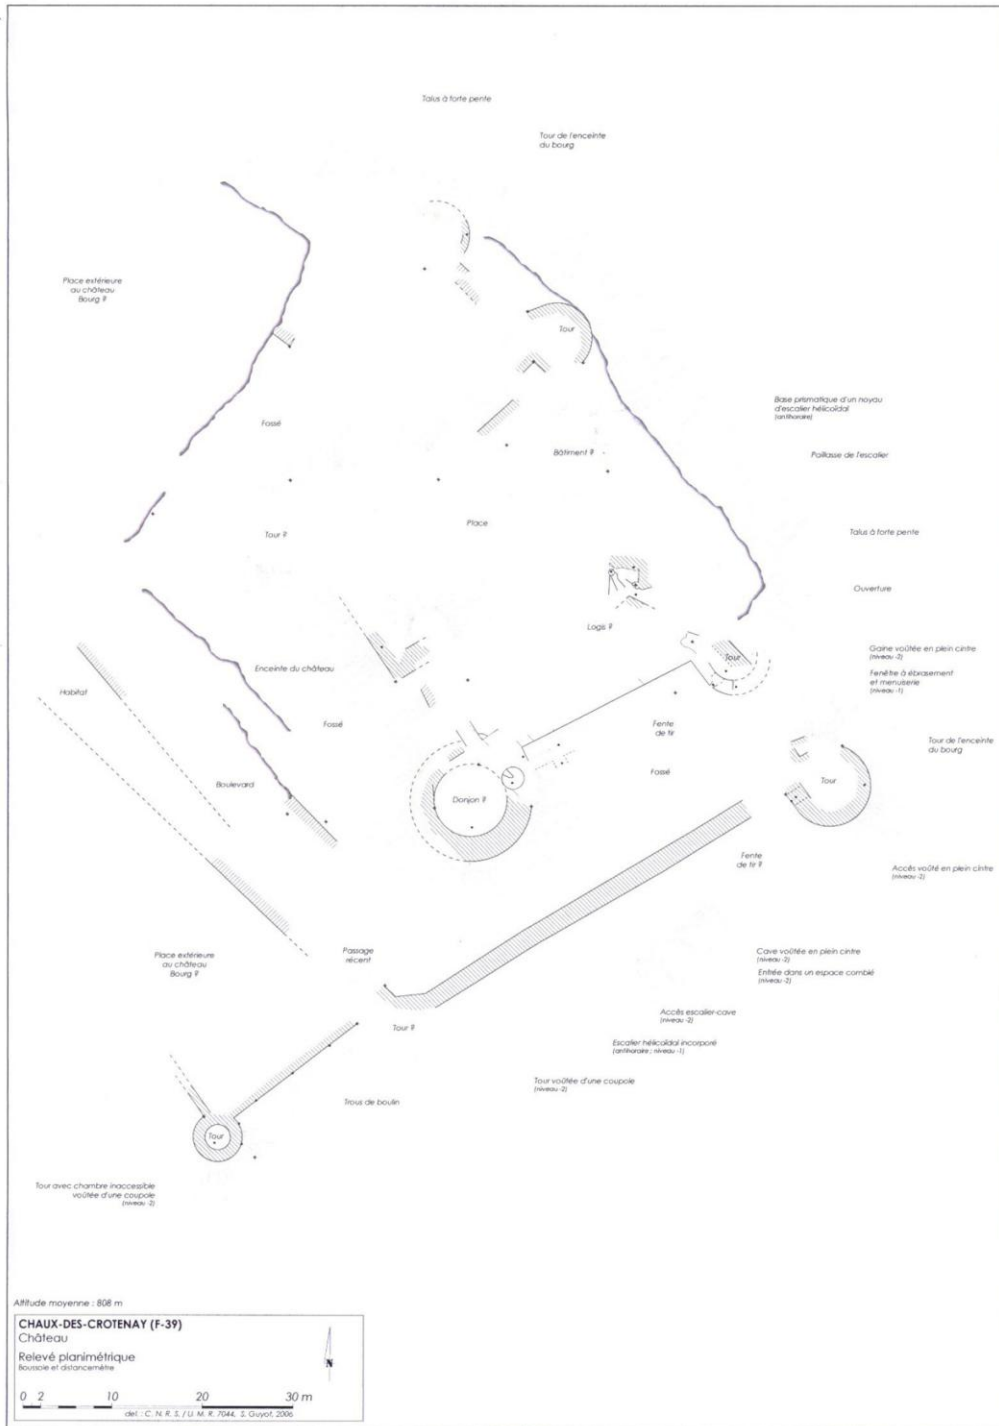 Talus à forte pente
Tour de l'enceinte
du bourg
Place extérieure
au château
Bourg ?
Tour
Base prismatique d'un noyau
d'escalier hélicoïdal
(antihoraire)
Fossé
Bâtiment ?
Paillasse de l'escalier
Place
Tour ?
Talus à forte pente
Ouverture
Logis ?
Gaine voûtée en plein cintre
(niveau -2)
Tour
Enceinte du château
Fenêtre à ébrasement
et menuiserie
(niveau -1)
Habitat
Fossé
Fente
de tir
Tour de l'enceinte
du bourg
Fossé
Boulevard
Tour
Donjon ?
Fente
de tir ?
Accès voûté en plein cintre
(niveau -2)
Place extérieure
au château
Bourg ?
Passage
récent
Cave voûtée en plein cintre
(niveau -2)
Entrée dans un espace comblé
(niveau -2)
Accès escalier-cave
(niveau -2)
Tour ?
Escalier hélicoïdal incorporé
(antihoraire ; niveau -1)
Tour voûtée d'une coupole
(niveau -2)
Trous de boulin
Tour
Tour avec chambre inaccessible
voûtée d'une coupole
(niveau -2)
Altitude moyenne : 808 m
CHAUX-DES-CROTENAY (F-39)
Château
Relevé planimétrique
Boussole et distancemètre
N
0 2 10 20 30 m
del. : C. N. R. S. / U. M. R. 7044, S. Guyot, 2006